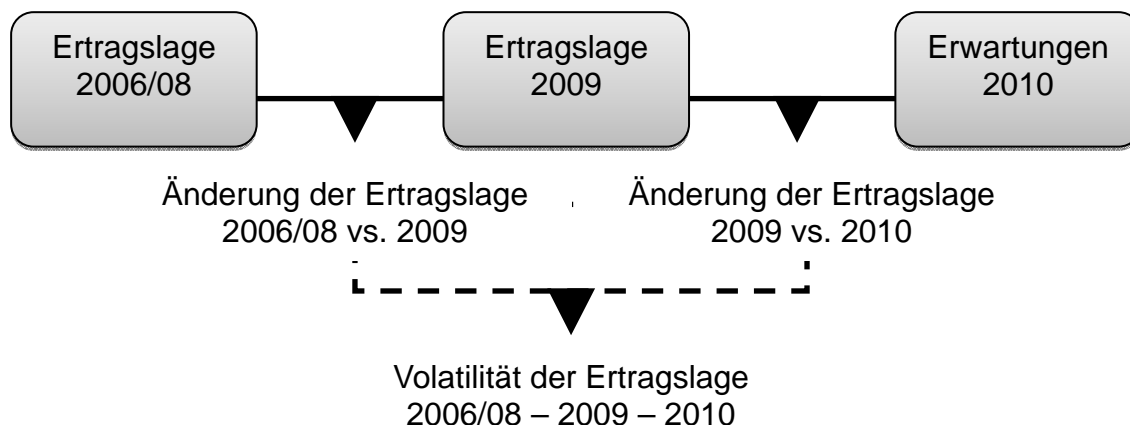 Ertragslage
2006/08
Ertragslage
2009
Erwartungen
2010
Änderung der Ertragslage
2006/08 vs. 2009
Änderung der Ertragslage
2009 vs. 2010
Volatilität der Ertragslage
2006/08 – 2009 – 2010